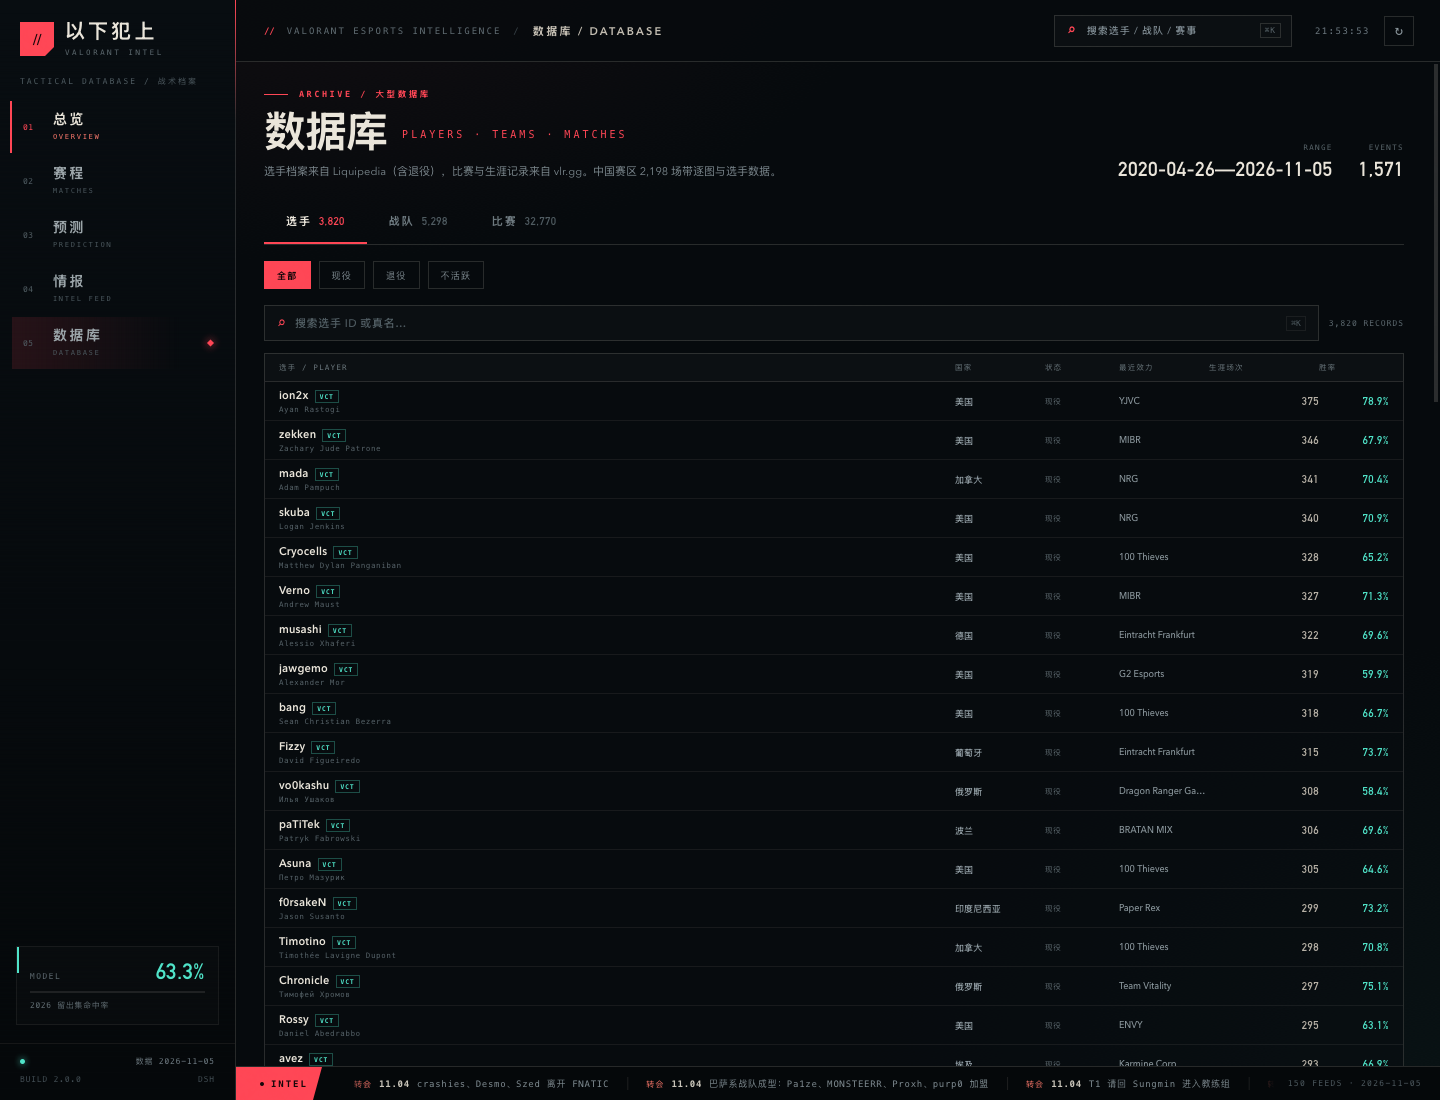 // 以下犯上
VALORANT INTEL
TACTICAL DATABASE / 战术档案
01 总览
OVERVIEW
02 赛程
MATCHES
03 预测
PREDICTION
04 情报
INTEL FEED
05 数据库
DATABASE
MODEL 63.3%
2026 留出集命中率
数据 2026-11-05
BUILD 2.0.0 DSH
// VALORANT ESPORTS INTELLIGENCE / 数据库 / DATABASE
搜索选手 / 战队 / 赛事 ⌘K
21:53:53 ↻
ARCHIVE / 大型数据库
数据库 PLAYERS · TEAMS · MATCHES
选手档案来自 Liquipedia（含退役），比赛与生涯记录来自 vlr.gg。中国赛区 2,198 场带逐图与选手数据。
RANGE EVENTS
2020-04-26—2026-11-05 1,571
选手 3,820 战队 5,298 比赛 32,770
全部 现役 退役 不活跃
搜索选手 ID 或真名… ⌘K
3,820 RECORDS
选手 / PLAYER 国家 状态 最近效力 生涯场次 胜率
ion2x VCT 美国 现役 YJVC 375 78.9%
Ayan Rastogi
zekken VCT 美国 现役 MIBR 346 67.9%
Zachary Jude Patrone
mada VCT 加拿大 现役 NRG 341 70.4%
Adam Pampuch
skuba VCT 美国 现役 NRG 340 70.9%
Logan Jenkins
Cryocells VCT 美国 现役 100 Thieves 328 65.2%
Matthew Dylan Panganiban
Verno VCT 美国 现役 MIBR 327 71.3%
Andrew Maust
musashi VCT 德国 现役 Eintracht Frankfurt 322 69.6%
Alessio Xhaferi
jawgemo VCT 美国 现役 G2 Esports 319 59.9%
Alexander Mor
bang VCT 美国 现役 100 Thieves 318 66.7%
Sean Christian Bezerra
Fizzy VCT 葡萄牙 现役 Eintracht Frankfurt 315 73.7%
David Figueiredo
vo0kashu VCT 俄罗斯 现役 Dragon Ranger Ga… 308 58.4%
Илья Ушаков
paTiTek VCT 波兰 现役 BRATAN MIX 306 69.6%
Patryk Fabrowski
Asuna VCT 美国 现役 100 Thieves 305 64.6%
Петро Мазурик
f0rsakeN VCT 印度尼西亚 现役 Paper Rex 299 73.2%
Jason Susanto
Timotino VCT 加拿大 现役 100 Thieves 298 70.8%
Timothée Lavigne Dupont
Chronicle VCT 俄罗斯 现役 Team Vitality 297 75.1%
Тимофей Хромов
Rossy VCT 美国 现役 ENVY 295 63.1%
Daniel Abedrabbo
avez VCT 埃及 现役 Karmine Corp 293 66.9%
INTEL 转会 11.04 crashies、Desmo、Szed 离开 FNATIC 转会 11.04 巴萨系战队成型：Pa1ze、MONSTEERR、Proxh、purp0 加盟 转会 11.04 T1 请回 Sungmin 进入教练组 150 FEEDS · 2026-11-05